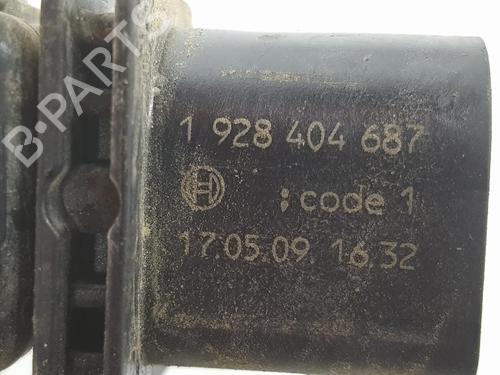 B-PARTS
1 928 404 687
: code 1
17.05.09. 16.32